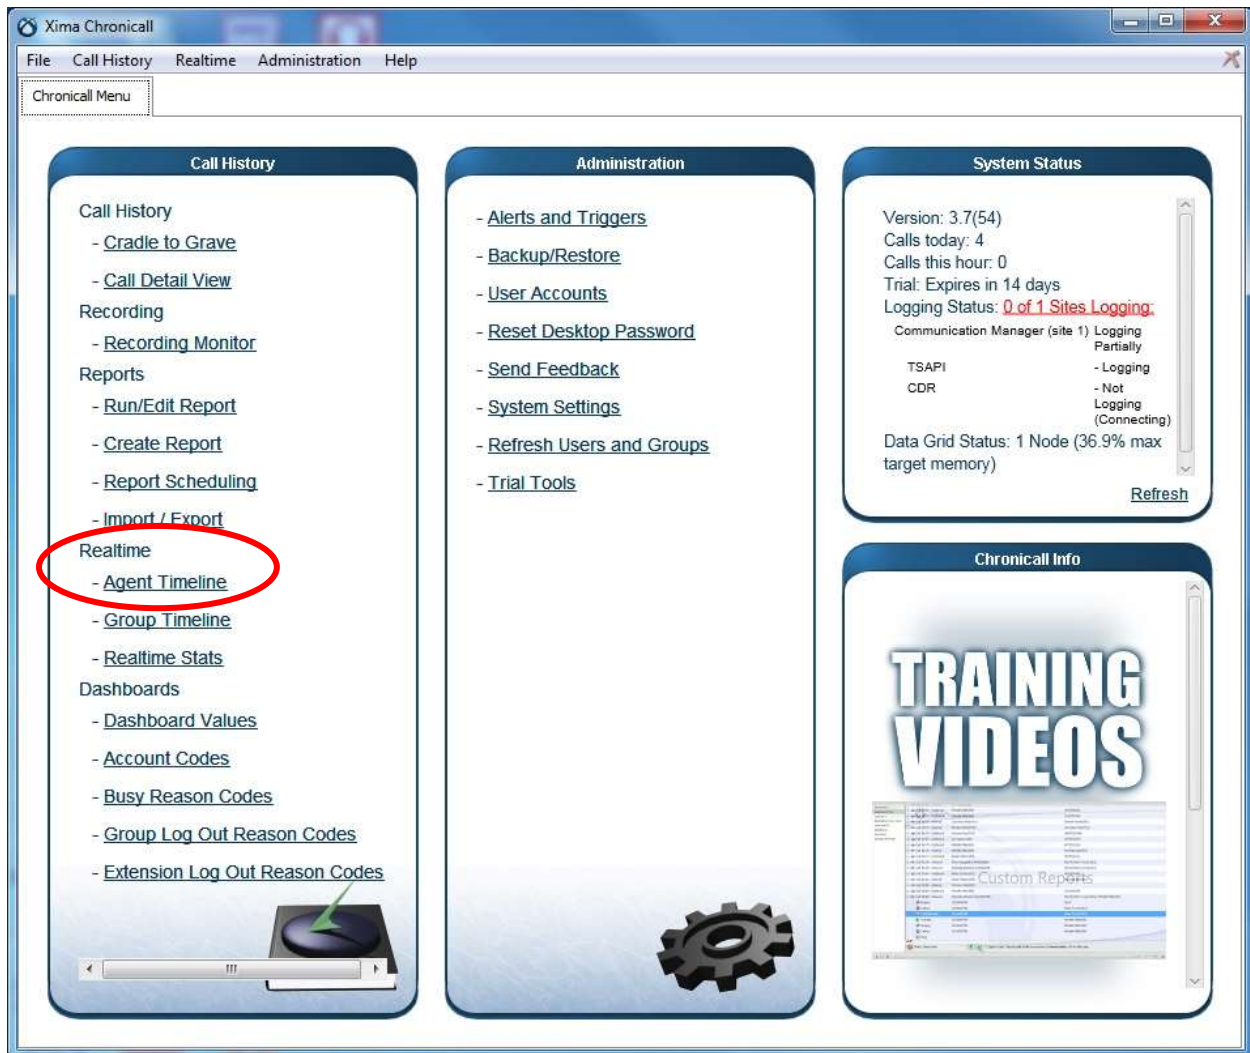 Xima Chronicall
File Call History Realtime Administration Help
Chronicall Menu
Call History
Call History
- Cradle to Grave
- Call Detail View
Recording
- Recording Monitor
Reports
- Run/Edit Report
- Create Report
- Report Scheduling
- Import / Export
Realtime
- Agent Timeline
- Group Timeline
- Realtime Stats
Dashboards
- Dashboard Values
- Account Codes
- Busy Reason Codes
- Group Log Out Reason Codes
- Extension Log Out Reason Codes
Administration
- Alerts and Triggers
- Backup/Restore
- User Accounts
- Reset Desktop Password
- Send Feedback
- System Settings
- Refresh Users and Groups
- Trial Tools
System Status
Version: 3.7(54)
Calls today: 4
Calls this hour: 0
Trial: Expires in 14 days
Logging Status: 0 of 1 Sites Logging:
Communication Manager (site 1) Logging
Partially
TSAPI - Logging
CDR - Not
Logging
(Connecting)
Data Grid Status: 1 Node (36.9% max
target memory)
Refresh
Chronicall Info
TRAINING
VIDEOS
Custom Reports